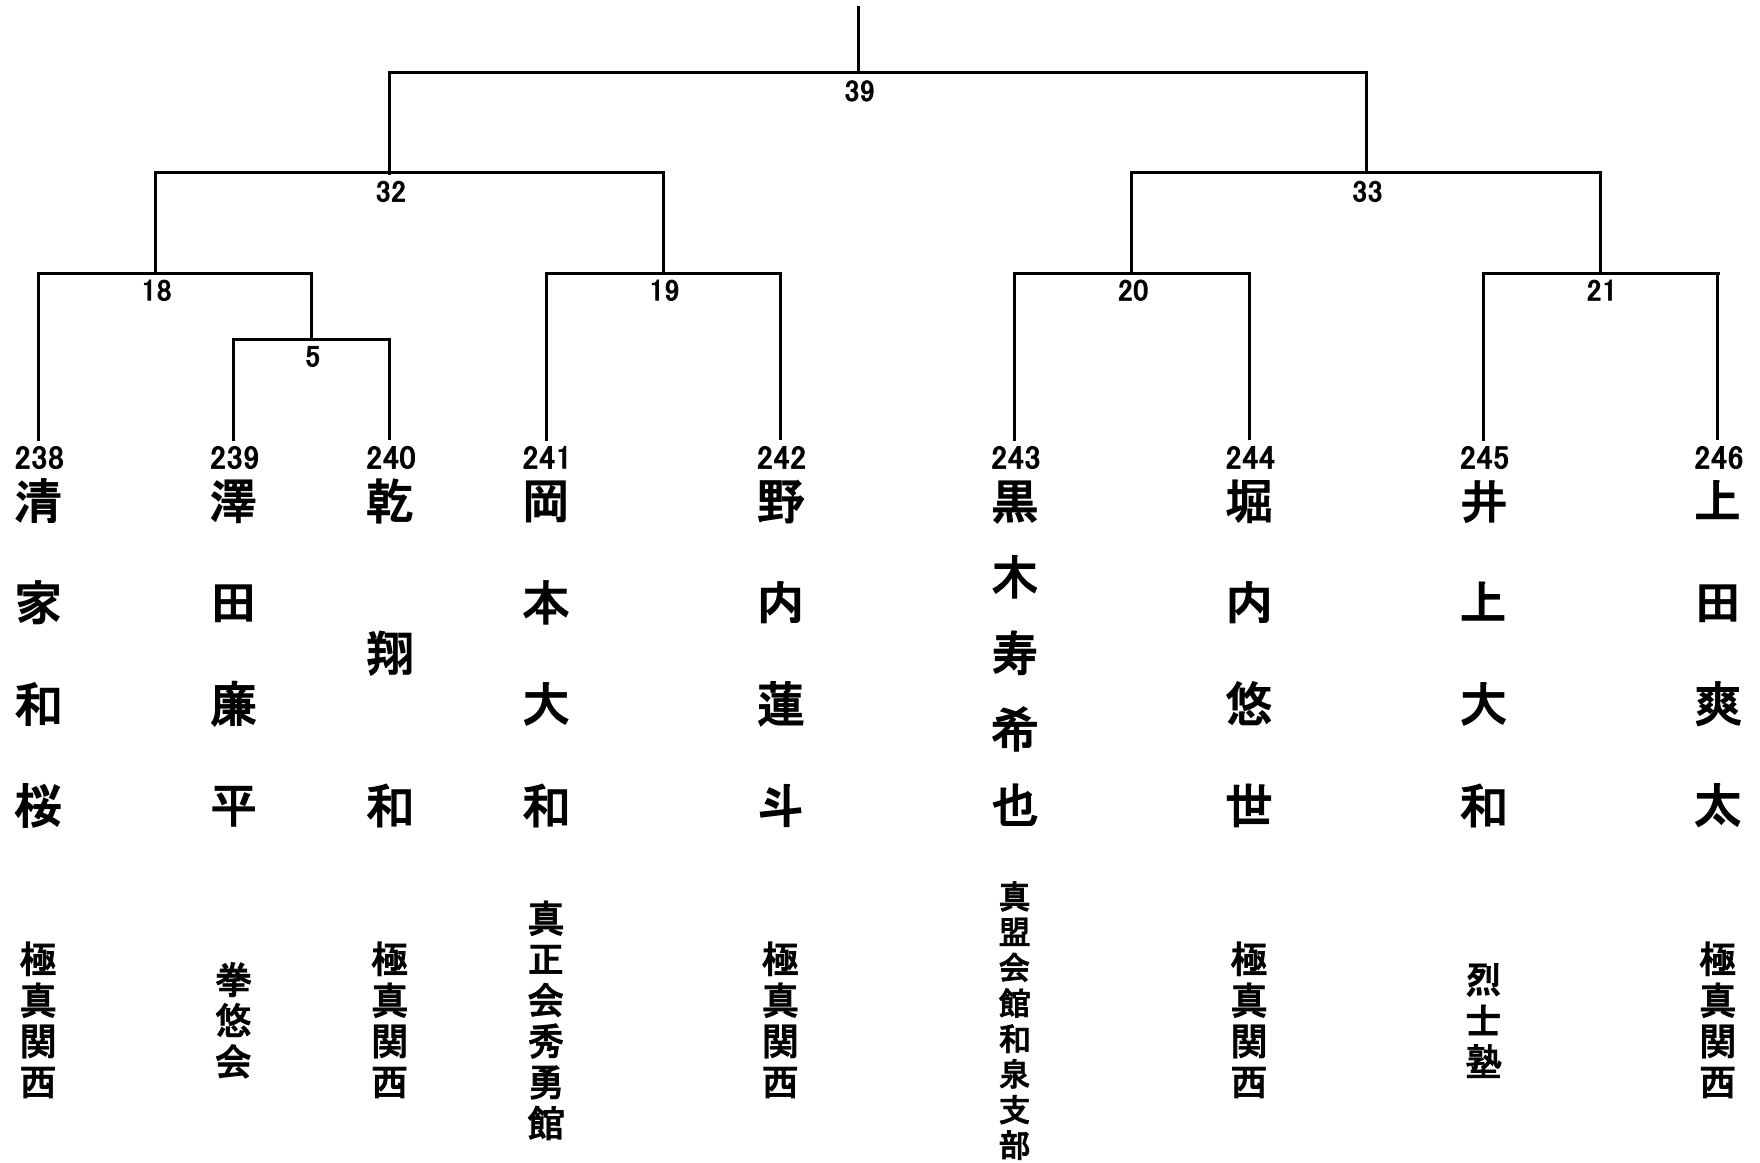 39
32
33
18
19
20
21
5
238
清家和桜
極真関西
239
澤田廉平
拳悠会
240
乾翔和
極真関西
241
岡本大和
真正会秀勇館
242
野内蓮斗
極真関西
243
黒木寿希也
真盟会館和泉支部
244
堀内悠世
極真関西
245
井上大和
烈士塾
246
上田爽太
極真関西